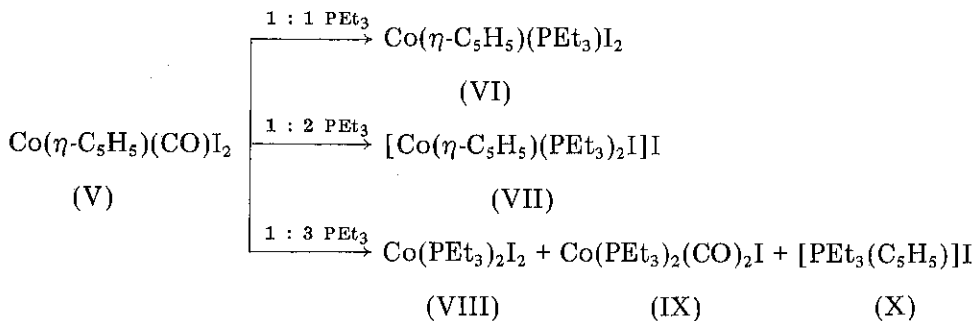 1 : 1 PEt₃
Co(η-C₅H₅)(PEt₃)I₂
(VI)
Co(η-C₅H₅)(CO)I₂
1 : 2 PEt₃
[Co(η-C₅H₅)(PEt₃)₂I]I
(V)
(VII)
1 : 3 PEt₃
Co(PEt₃)₂I₂ + Co(PEt₃)₂(CO)₂I + [PEt₃(C₅H₅)]I
(VIII) (IX) (X)